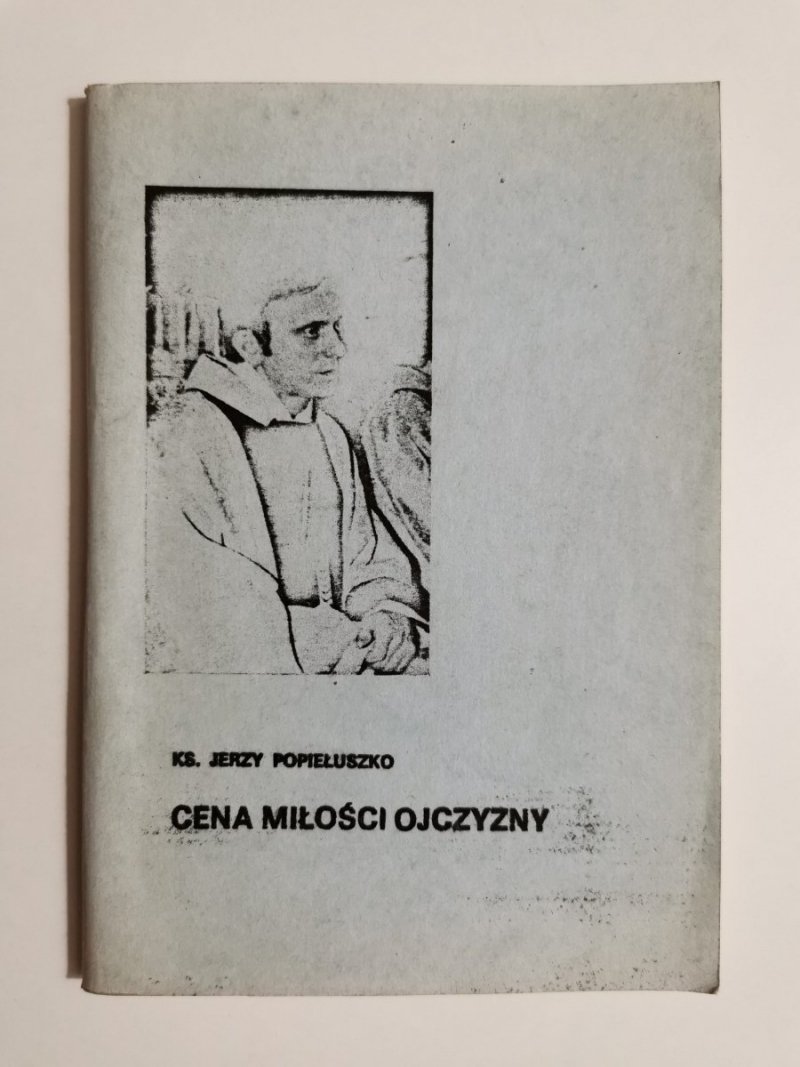 KS. JERZY POPIEŁUSZKO
CENA MIŁOŚCI OJCZYZNY